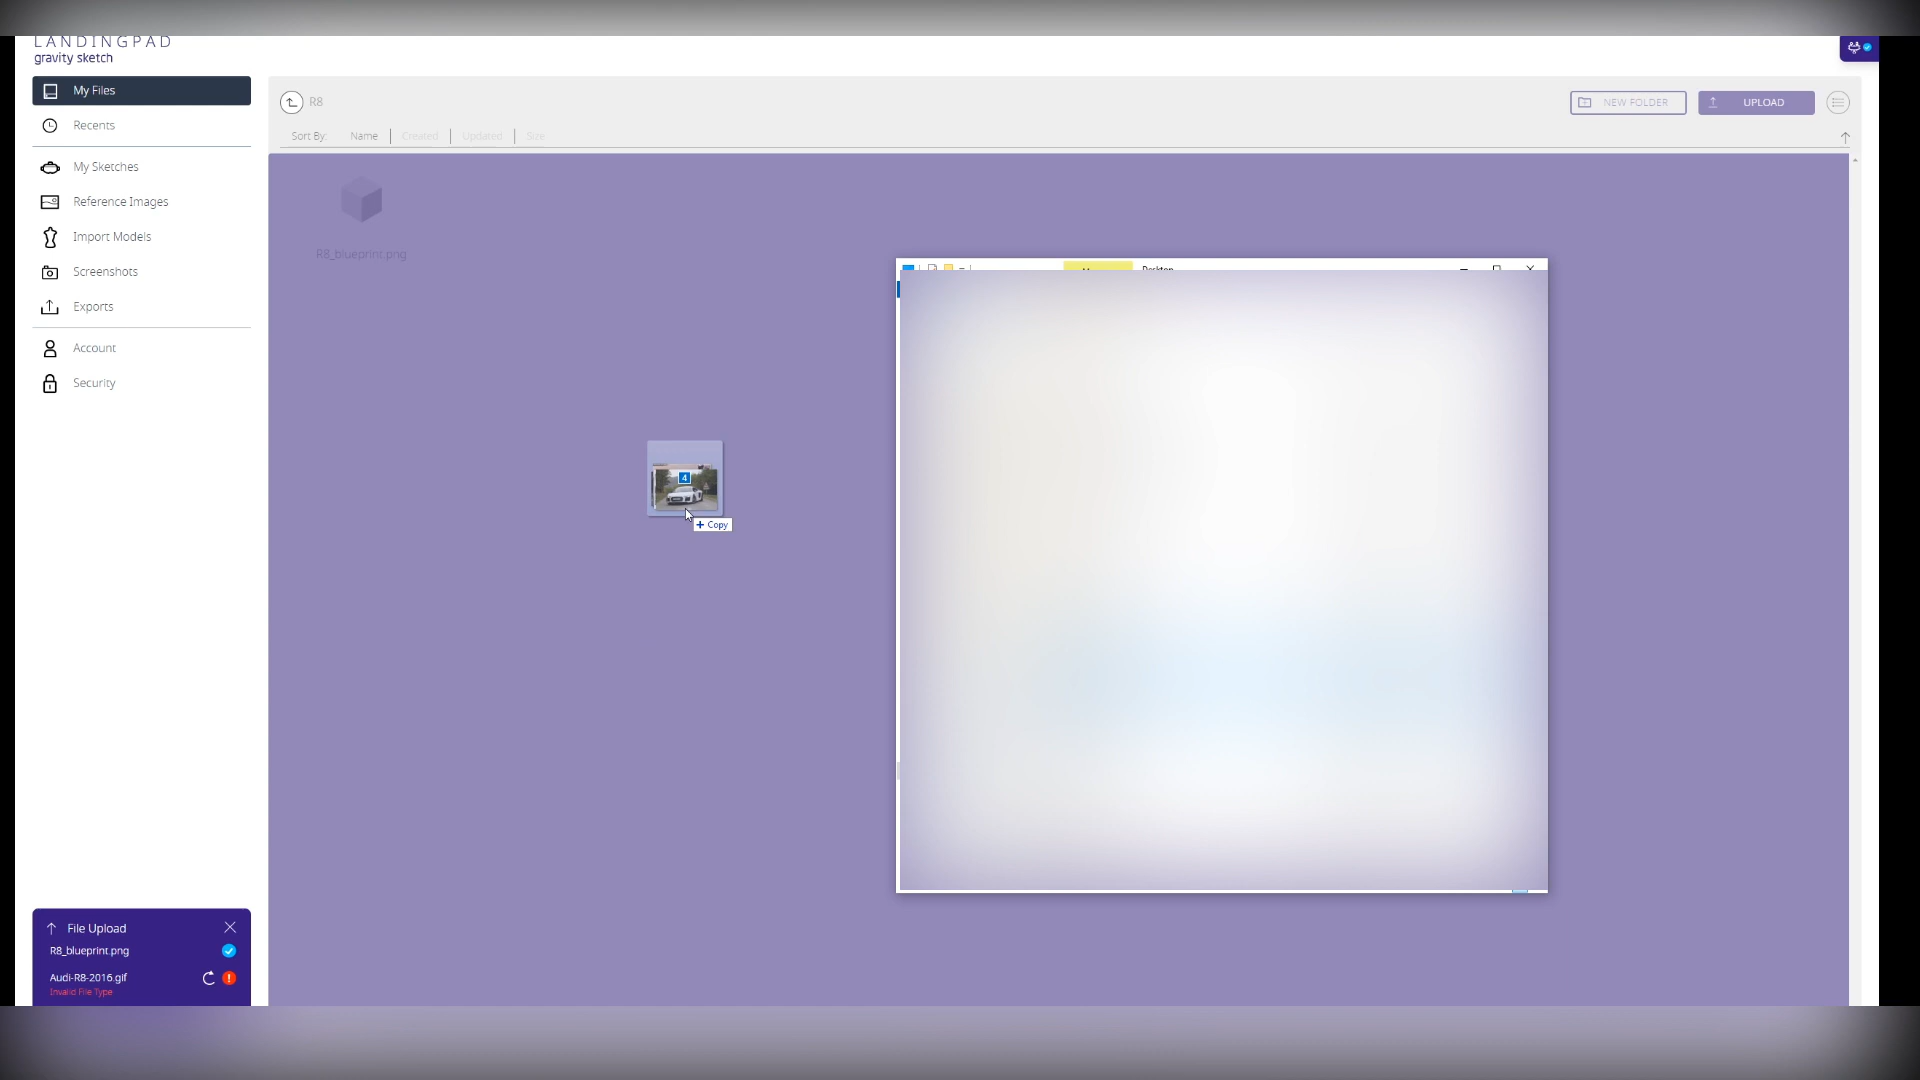 LANDINGPAD
gravity sketch
My Files
Recents
My Sketches
Reference Images
Import Models
Screenshots
Exports
Account
Security
R8
NEW FOLDER
UPLOAD
Sort By: Name Created Updated Size
R8_blueprint.png
Desktop
4
+ Copy
File Upload
R8_blueprint.png
Audi-R8-2016.gif
Invalid File Type